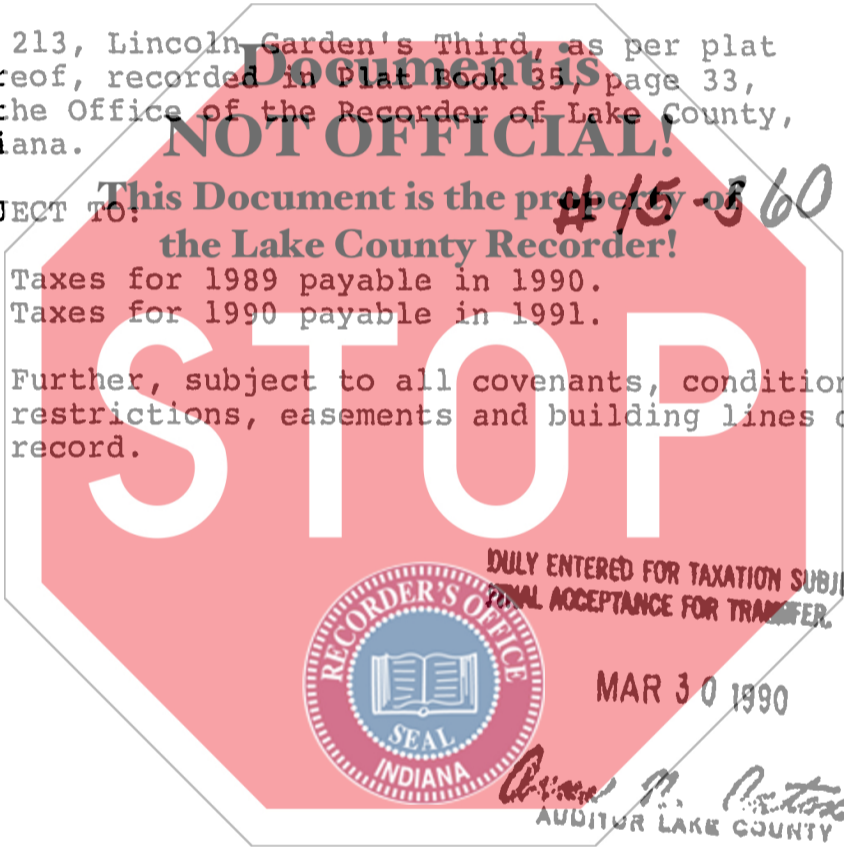 213, Lincoln Garden's Third, as per plat
eof, recorded in Plat Book 35, page 33,
he Office of the Recorder of Lake County,
iana.
Document is
NOT OFFICIAL!
This Document is the property of
the Lake County Recorder!
JECT TO:
#15-360
Taxes for 1989 payable in 1990.
Taxes for 1990 payable in 1991.
Further, subject to all covenants, condition
restrictions, easements and building lines o
record.
STOP
DULY ENTERED FOR TAXATION SUBJE
FINAL ACCEPTANCE FOR TRANSFER.
MAR 30 1990
RECORDER'S OFFICE
SEAL
INDIANA
AUDITOR LAKE COUNTY